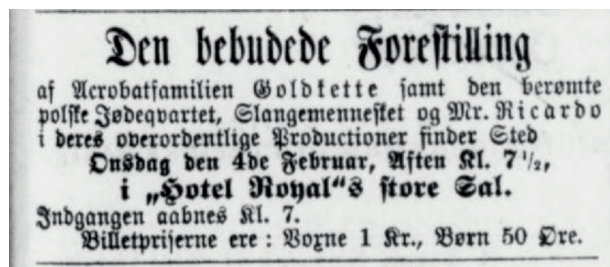 Den bebudede Forestilling
af Acrobatfamilien Goldkette samt den berømte
polske Jødeqvartet, Slangemennesket og Mr. Ricardo
i deres overordentlige Productioner finder Sted
Onsdag den 4de Februar, Aften Kl. 7½,
i „Hotel Royal“s store Sal.
Indgangen aabnes Kl. 7.
Billetpriserne ere: Voxne 1 Kr., Børn 50 Øre.